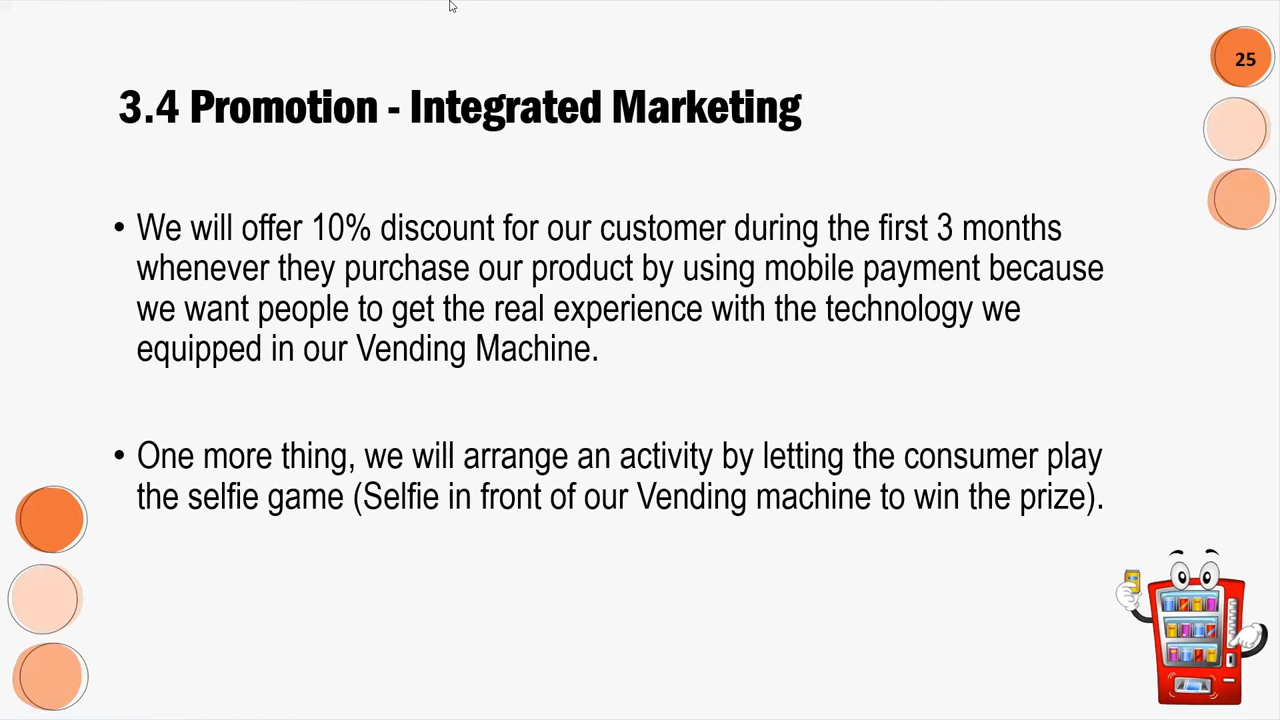 25
3.4 Promotion - Integrated Marketing
• We will offer 10% discount for our customer during the first 3 months
whenever they purchase our product by using mobile payment because
we want people to get the real experience with the technology we
equipped in our Vending Machine.
• One more thing, we will arrange an activity by letting the consumer play
the selfie game (Selfie in front of our Vending machine to win the prize).